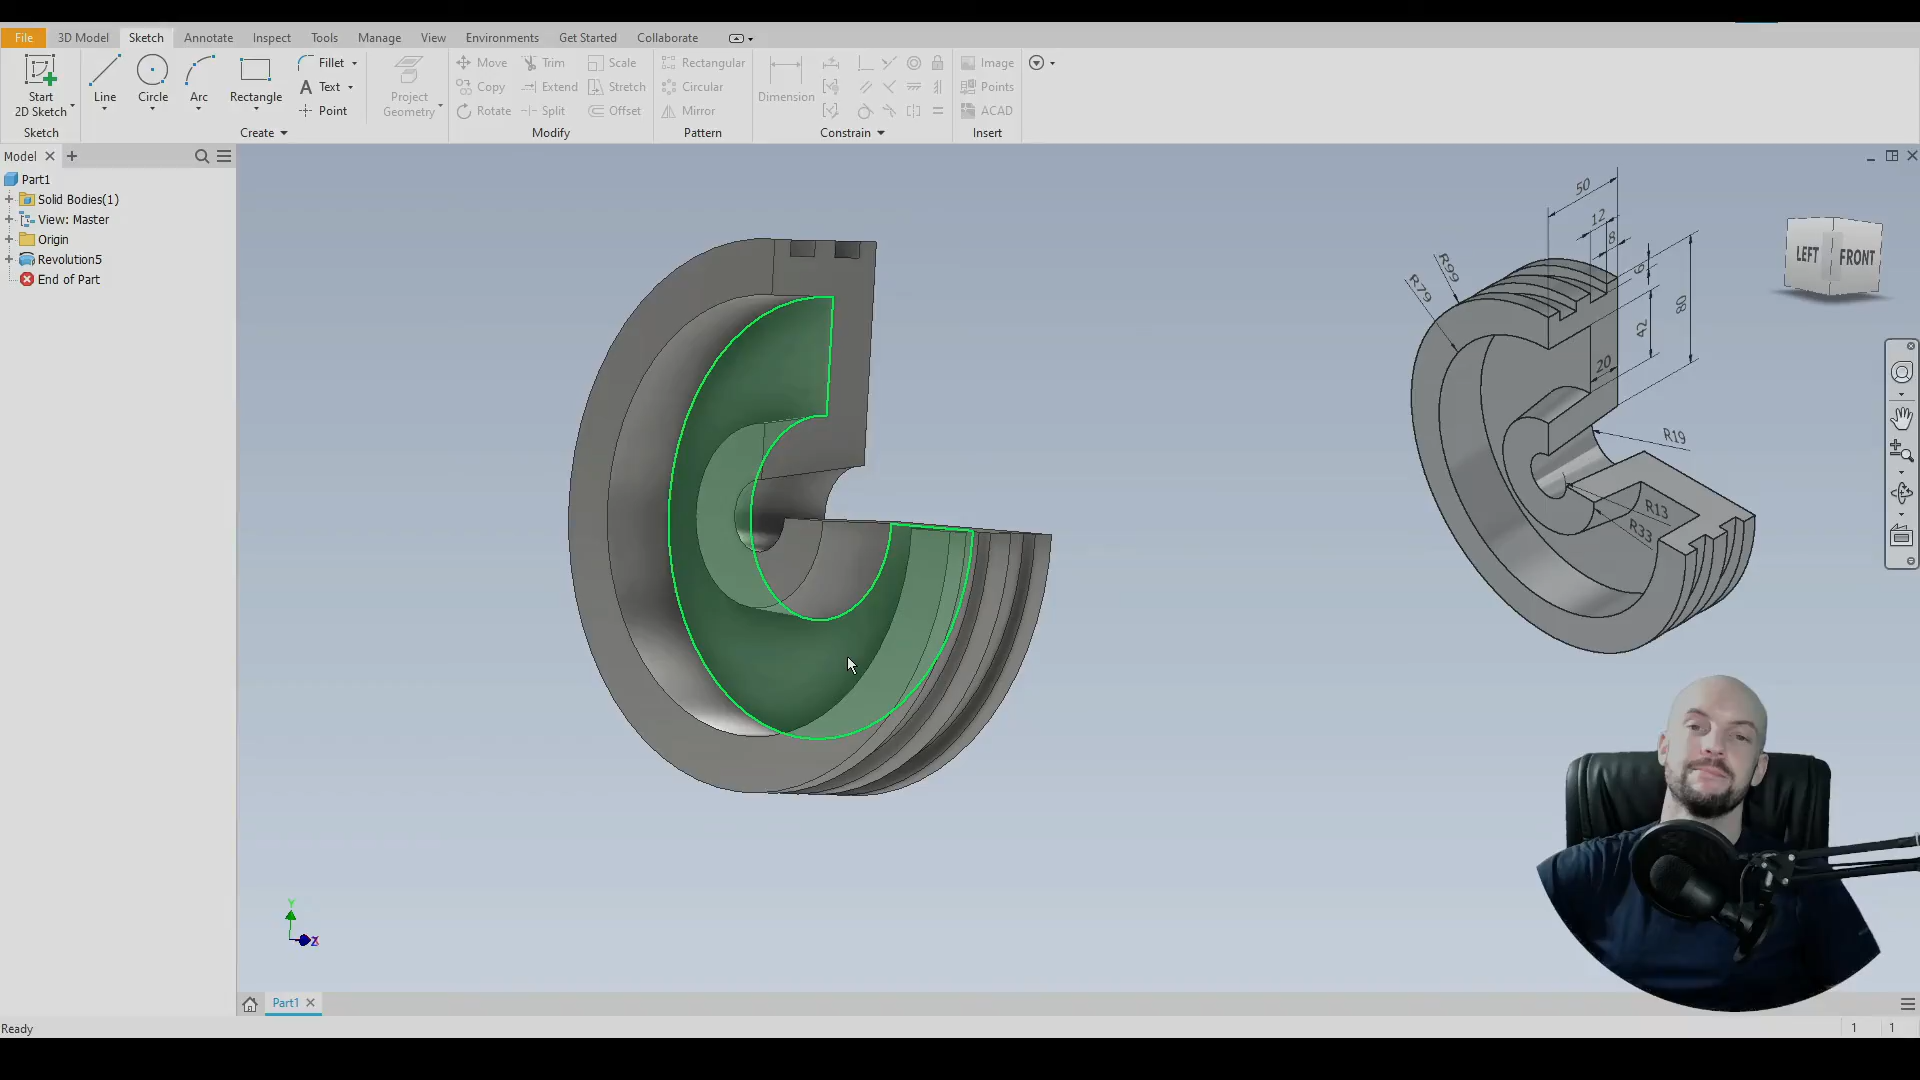 File 3D Model Sketch Annotate Inspect Tools Manage View Environments Get Started Collaborate
Start
2D Sketch
Line
Circle
Arc
Rectangle
Fillet
Text
Point
Project
Geometry
Move
Copy
Rotate
Trim
Extend
Split
Scale
Stretch
Offset
Rectangular
Circular
Mirror
Dimension
Image
Points
ACAD
Sketch Create Modify Pattern Constrain Insert
Model
Part1
Solid Bodies(1)
View: Master
Origin
Revolution5
End of Part
50
12
8
6
80
42
20
R99
R79
R19
R13
R33
LEFT FRONT
Y
Z
Part1
Ready
1 1